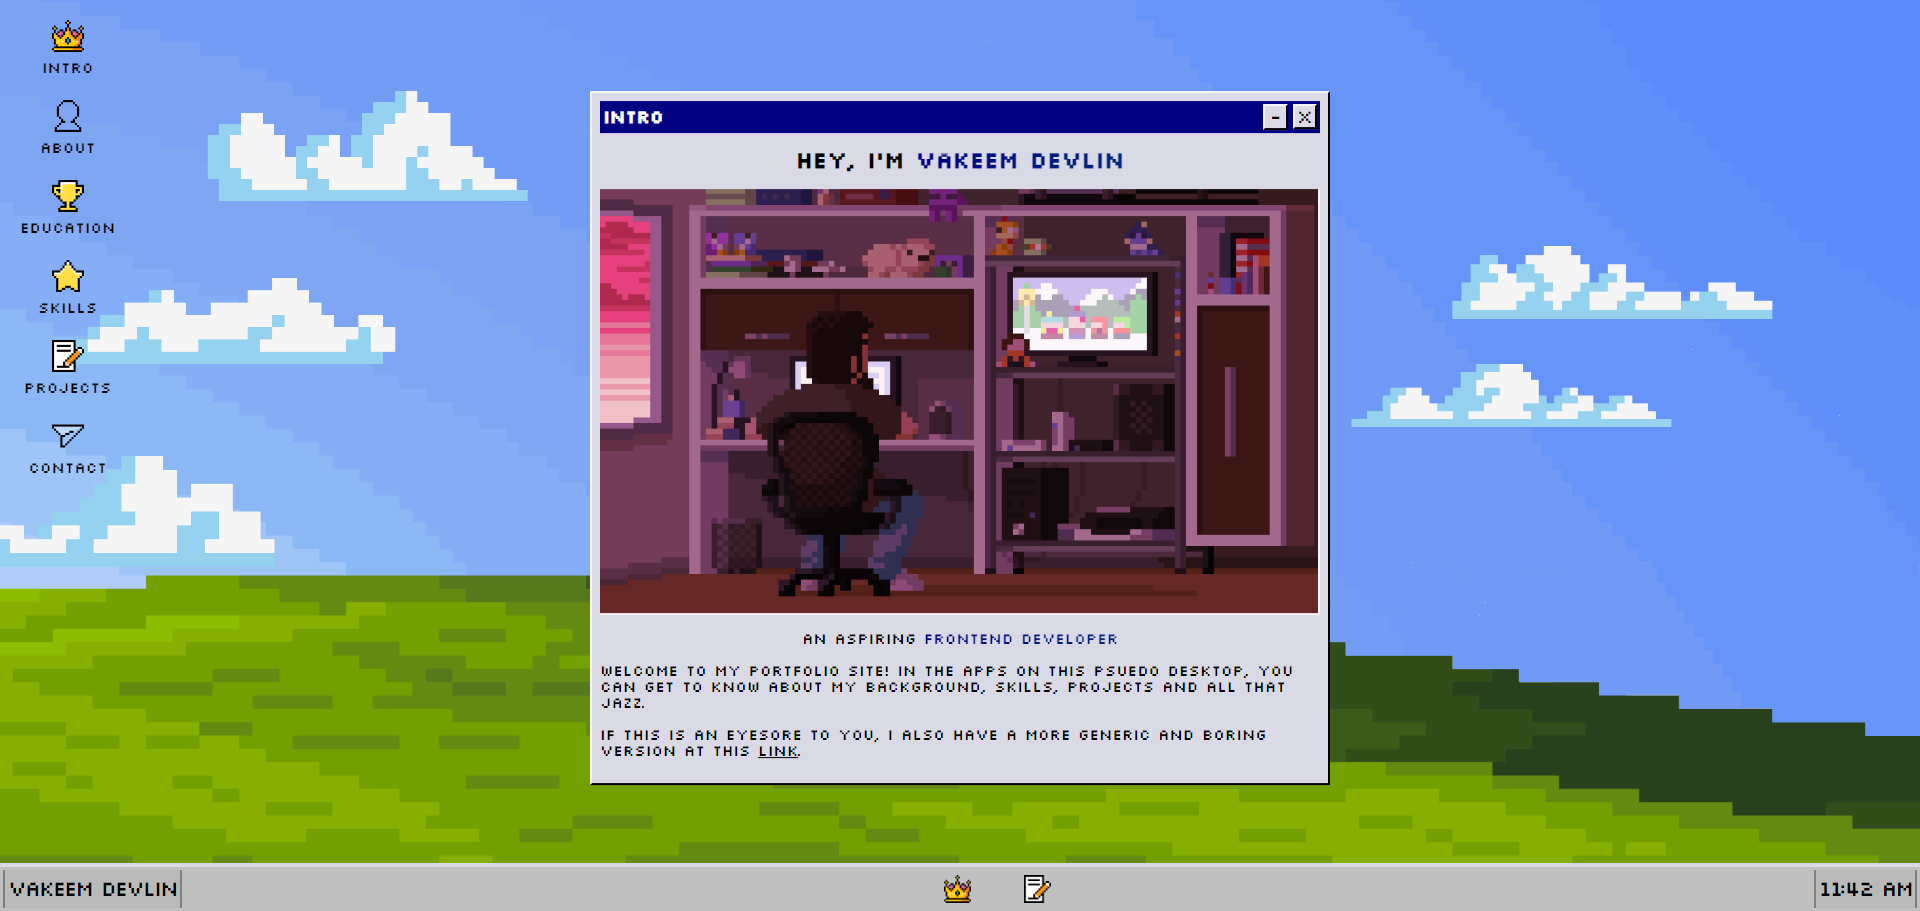 INTRO
ABOUT
EDUCATION
SKILLS
PROJECTS
CONTACT
INTRO
HEY, I'M VAKEEM DEVLIN
AN ASPIRING FRONTEND DEVELOPER
WELCOME TO MY PORTFOLIO SITE! IN THE APPS ON THIS PSUEDO DESKTOP, YOU
CAN GET TO KNOW ABOUT MY BACKGROUND, SKILLS, PROJECTS AND ALL THAT
JAZZ.
IF THIS IS AN EYESORE TO YOU, I ALSO HAVE A MORE GENERIC AND BORING
VERSION AT THIS LINK.
VAKEEM DEVLIN
11:42 AM